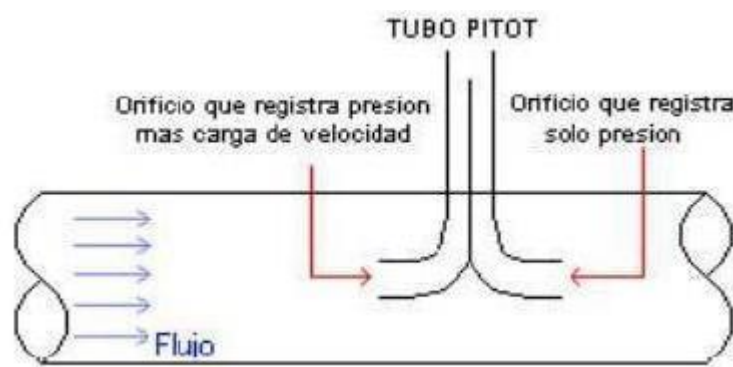 TUBO PITOT
Orificio que registra presion
mas carga de velocidad
Orificio que registra
solo presion
Flujo